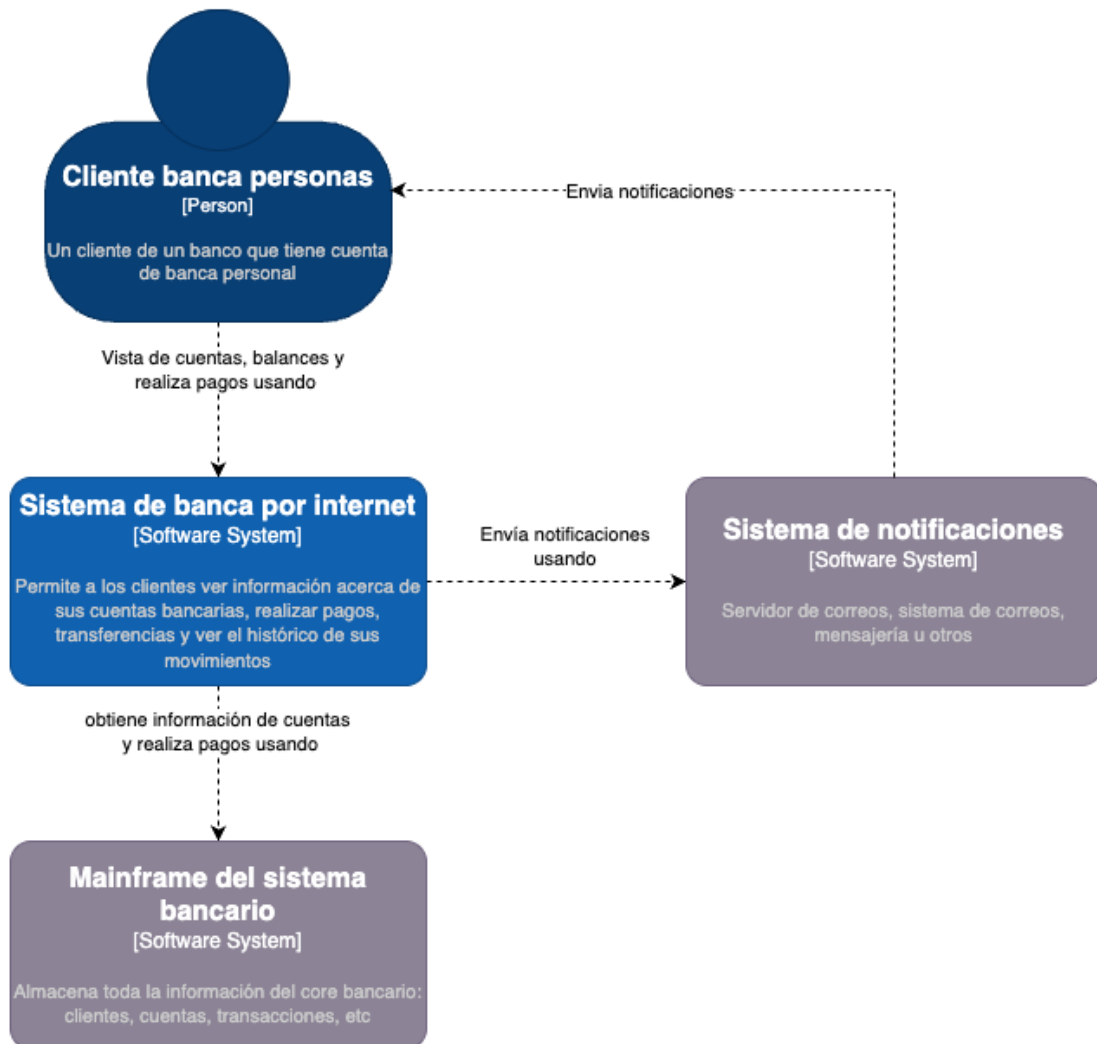 Cliente banca personas
[Person]
Un cliente de un banco que tiene cuenta
de banca personal
Envia notificaciones
Vista de cuentas, balances y
realiza pagos usando
Sistema de banca por internet
[Software System]
Permite a los clientes ver información acerca de
sus cuentas bancarias, realizar pagos,
transferencias y ver el histórico de sus
movimientos
Envía notificaciones
usando
Sistema de notificaciones
[Software System]
Servidor de correos, sistema de correos,
mensajería u otros
obtiene información de cuentas
y realiza pagos usando
Mainframe del sistema
bancario
[Software System]
Almacena toda la información del core bancario:
clientes, cuentas, transacciones, etc